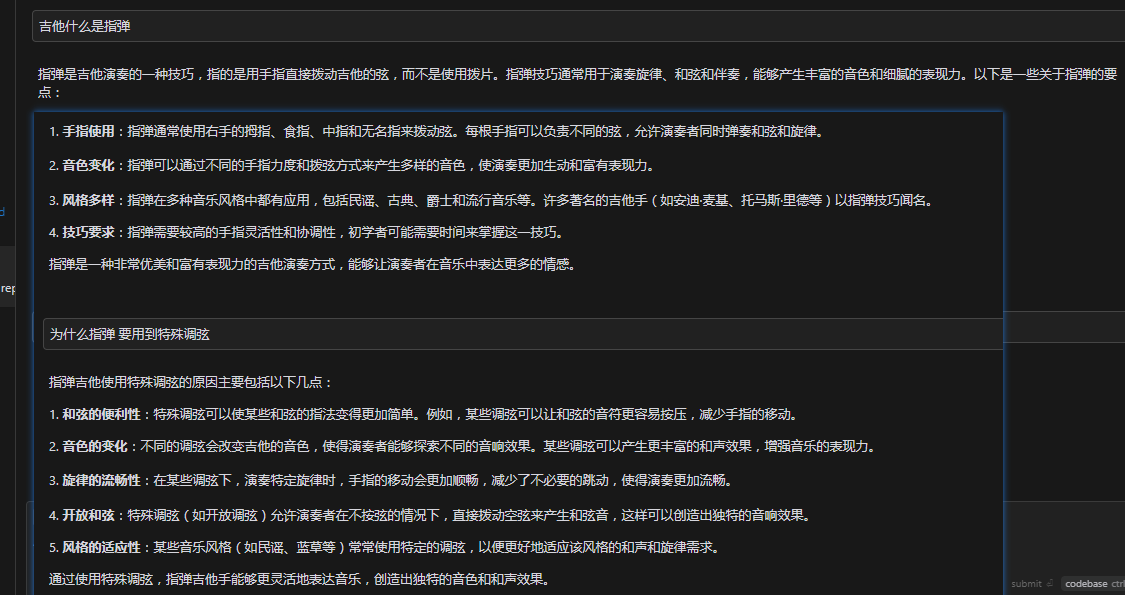 吉他什么是指弹
指弹是吉他演奏的一种技巧，指的是用手指直接拨动吉他的弦，而不是使用拨片。指弹技巧通常用于演奏旋律、和弦和伴奏，能够产生丰富的音色和细腻的表现力。以下是一些关于指弹的要
点：
1. 手指使用：指弹通常使用右手的拇指、食指、中指和无名指来拨动弦。每根手指可以负责不同的弦，允许演奏者同时弹奏和弦和旋律。
2. 音色变化：指弹可以通过不同的手指力度和拨弦方式来产生多样的音色，使演奏更加生动和富有表现力。
3. 风格多样：指弹在多种音乐风格中都有应用，包括民谣、古典、爵士和流行音乐等。许多著名的吉他手（如安迪·麦基、托马斯·里德等）以指弹技巧闻名。
4. 技巧要求：指弹需要较高的手指灵活性和协调性，初学者可能需要时间来掌握这一技巧。
指弹是一种非常优美和富有表现力的吉他演奏方式，能够让演奏者在音乐中表达更多的情感。
rep
为什么指弹 要用到特殊调弦
指弹吉他使用特殊调弦的原因主要包括以下几点：
1. 和弦的便利性：特殊调弦可以使某些和弦的指法变得更加简单。例如，某些调弦可以让和弦的音符更容易按压，减少手指的移动。
2. 音色的变化：不同的调弦会改变吉他的音色，使得演奏者能够探索不同的音响效果。某些调弦可以产生更丰富的和声效果，增强音乐的表现力。
3. 旋律的流畅性：在某些调弦下，演奏特定旋律时，手指的移动会更加顺畅，减少了不必要的跳动，使得演奏更加流畅。
4. 开放和弦：特殊调弦（如开放调弦）允许演奏者在不按弦的情况下，直接拨动空弦来产生和弦音，这样可以创造出独特的音响效果。
5. 风格的适应性：某些音乐风格（如民谣、蓝草等）常常使用特定的调弦，以便更好地适应该风格的和声和旋律需求。
通过使用特殊调弦，指弹吉他手能够更灵活地表达音乐，创造出独特的音色和和声效果。
submit ⏎ codebase ctrl